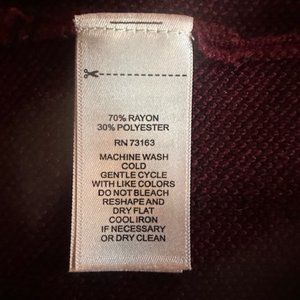 70% RAYON
30% POLYESTER
RN 73163
MACHINE WASH
COLD
GENTLE CYCLE
WITH LIKE COLORS
DO NOT BLEACH
RESHAPE AND
DRY FLAT
COOL IRON
IF NECESSARY
OR DRY CLEAN